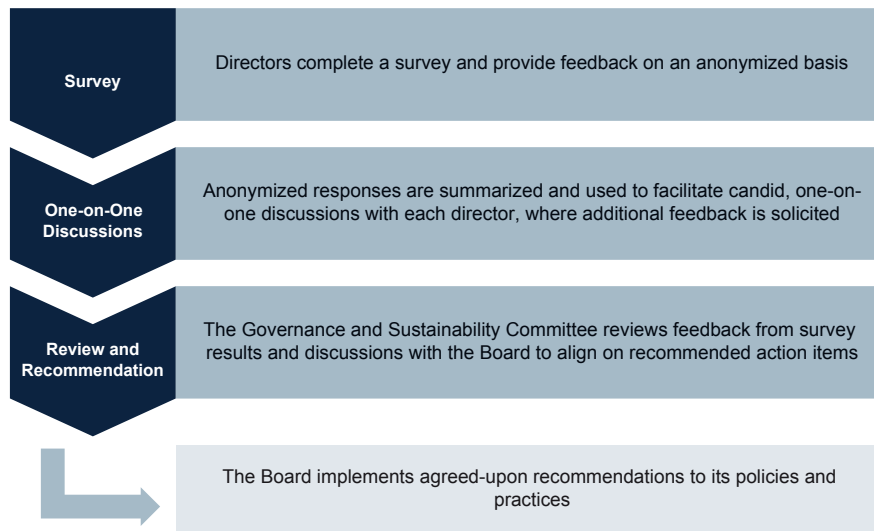 Survey
Directors complete a survey and provide feedback on an anonymized basis
One-on-One
Discussions
Anonymized responses are summarized and used to facilitate candid, one-on-
one discussions with each director, where additional feedback is solicited
Review and
Recommendation
The Governance and Sustainability Committee reviews feedback from survey
results and discussions with the Board to align on recommended action items
The Board implements agreed-upon recommendations to its policies and
practices